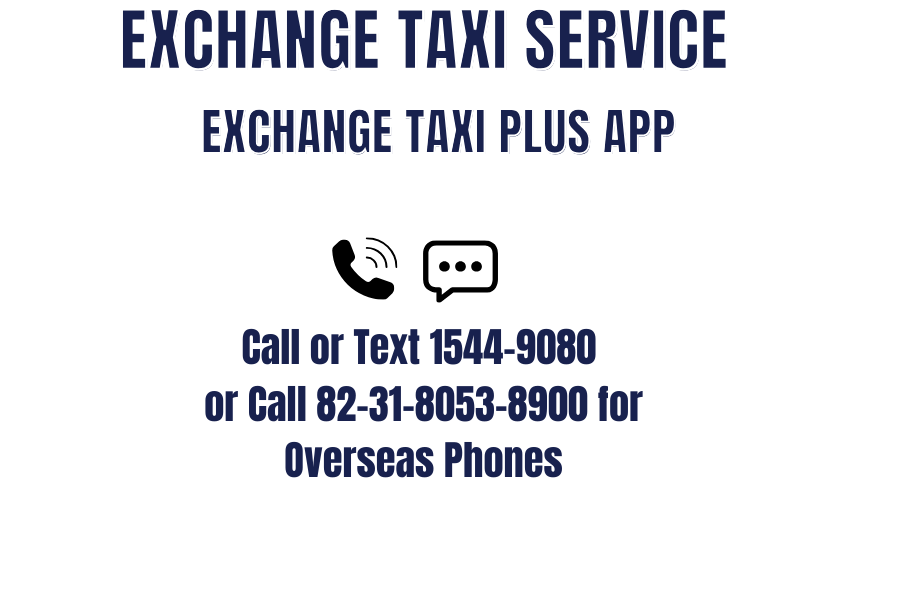 EXCHANGE TAXI SERVICE
EXCHANGE TAXI PLUS APP
Call or Text 1544-9080
or Call 82-31-8053-8900 for
Overseas Phones